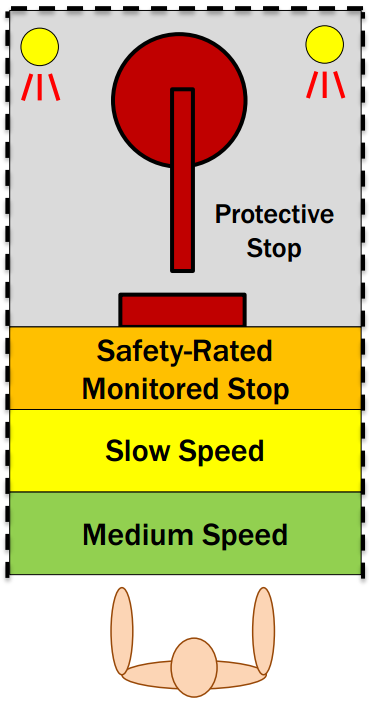 Protective
Stop
Safety-Rated
Monitored Stop
Slow Speed
Medium Speed